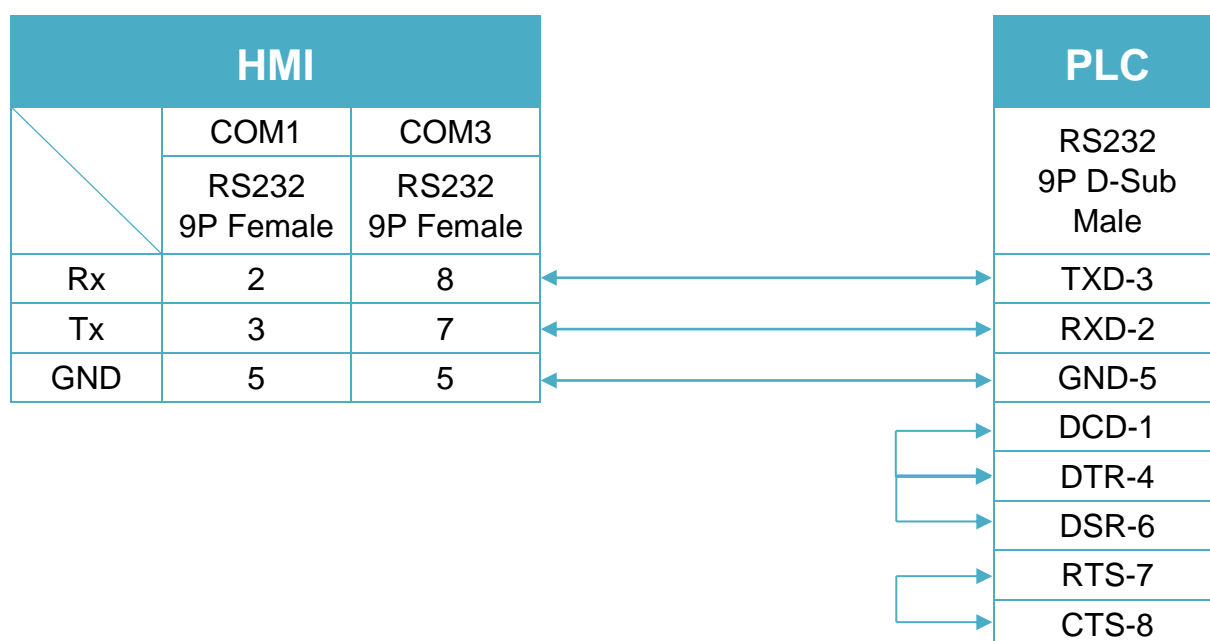 HMI
PLC
COM1 COM3
RS232
9P Female
RS232
9P Female
RS232
9P D-Sub
Male
Rx 2 8 TXD-3
Tx 3 7 RXD-2
GND 5 5 GND-5
DCD-1
DTR-4
DSR-6
RTS-7
CTS-8